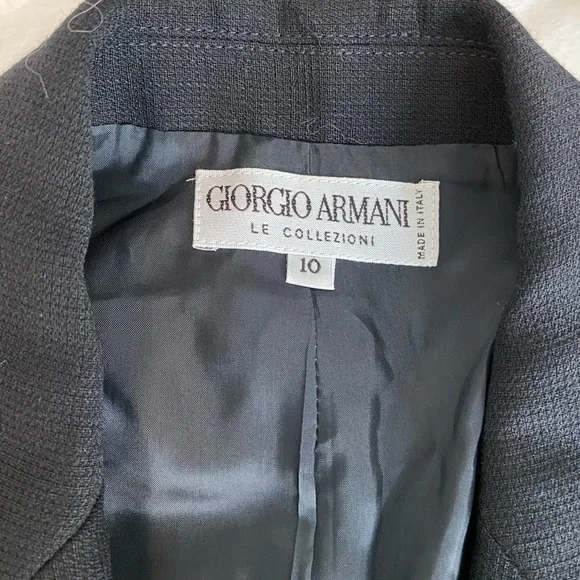 GIORGIO ARMANI
LE COLLEZIONI
MADE IN ITALY
10